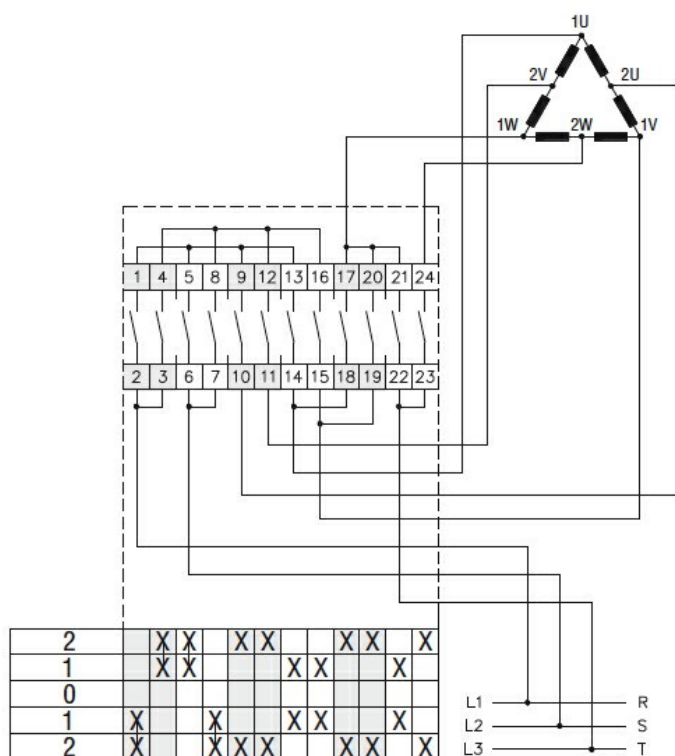 1U
2V 2U
1W 2W 1V
1 4 5 8 9 12 13 16 17 20 21 24
2 3 6 7 10 11 14 15 18 19 22 23
2 X X X X X X X
1 X X X X X
0
1 X X X X X
2 X X X X X X X
L1 R
L2 S
L3 T